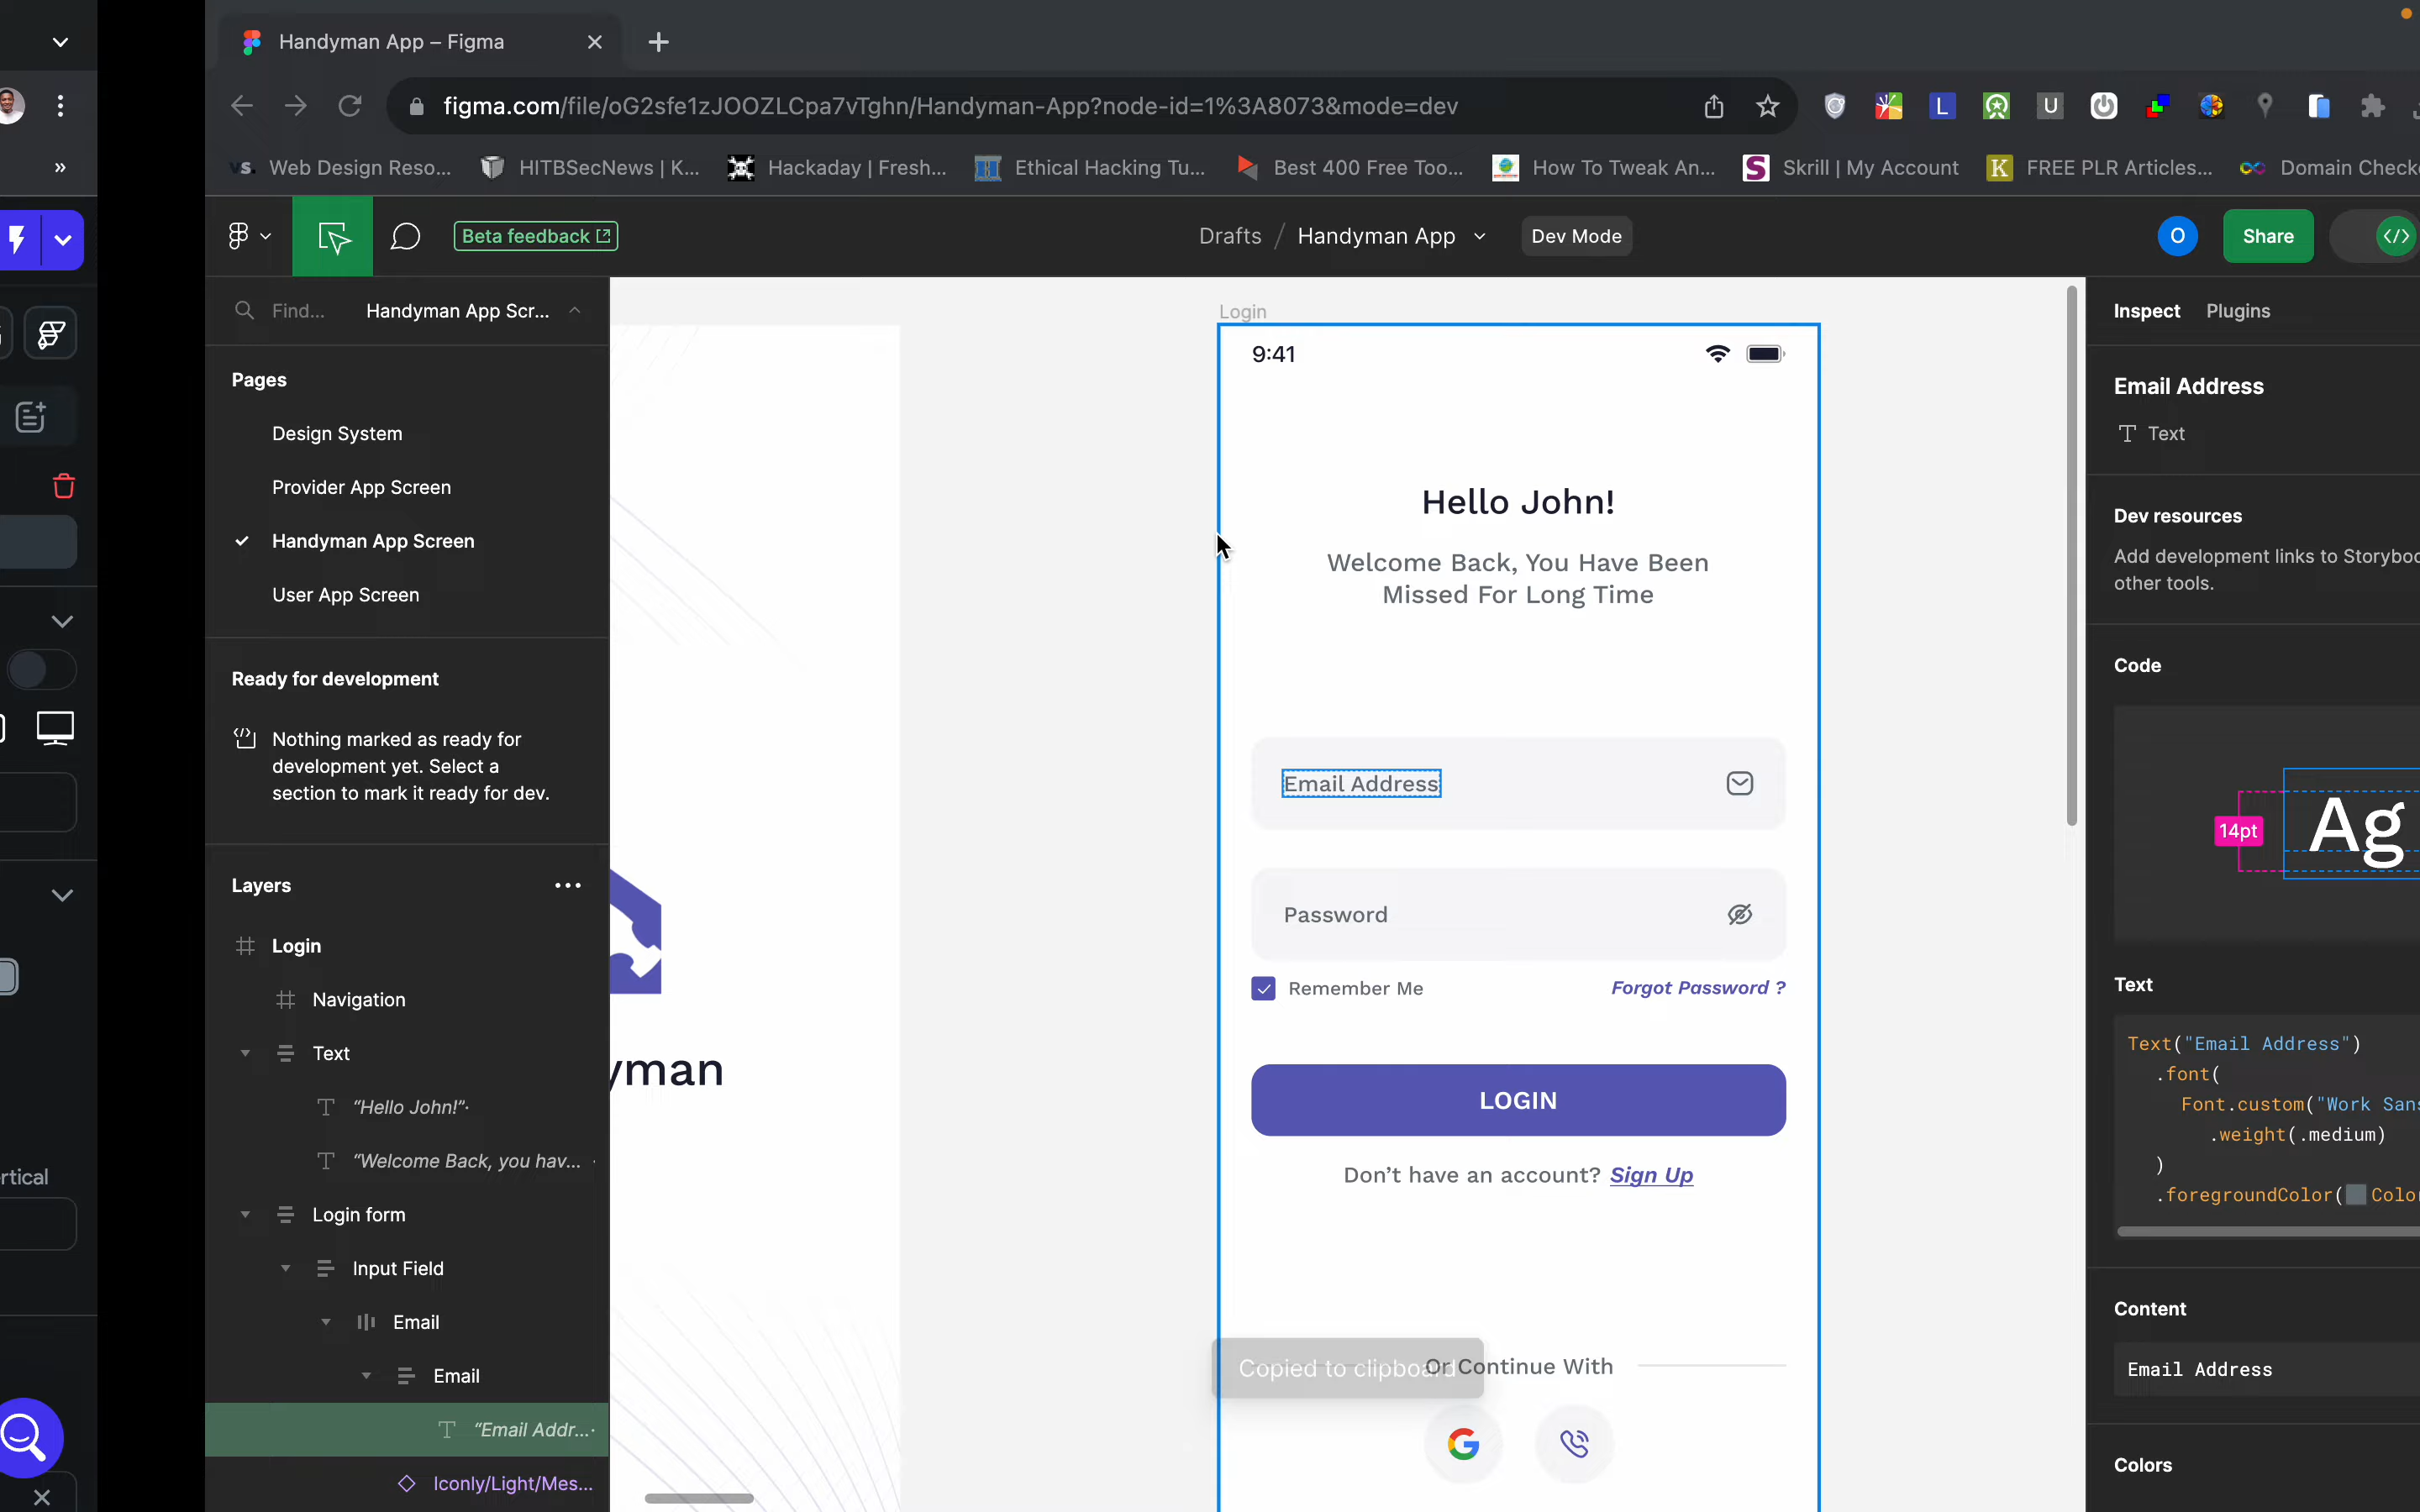 Handyman App – Figma
figma.com/file/oG2sfe1zJOOZLCpa7vTghn/Handyman-App?node-id=1%3A8073&mode=dev
Web Design Reso...
HITBSecNews | K...
Hackaday | Fresh...
Ethical Hacking Tu...
Best 400 Free Too...
How To Tweak An...
Skrill | My Account
FREE PLR Articles...
Domain Check
Beta feedback
Drafts / Handyman App
Dev Mode
O
Share
Find...
Handyman App Scr...
Pages
Design System
Provider App Screen
Handyman App Screen
User App Screen
Ready for development
Nothing marked as ready for
development yet. Select a
section to mark it ready for dev.
Layers
Login
Navigation
Text
“Hello John!”
“Welcome Back, you hav...
Login form
Input Field
Email
Email
“Email Addr...
Iconly/Light/Mes...
rtical
yman
Login
9:41
Hello John!
Welcome Back, You Have Been
Missed For Long Time
Email Address
Password
Remember Me
Forgot Password ?
LOGIN
Don’t have an account? Sign Up
Copied to clipboard
Or Continue With
Inspect
Plugins
Email Address
Text
Dev resources
Add development links to Storyboo
other tools.
Code
14pt
Ag
Text
Text("Email Address")
.font(
Font.custom("Work Sans
.weight(.medium)
)
.foregroundColor(Color
Content
Email Address
Colors